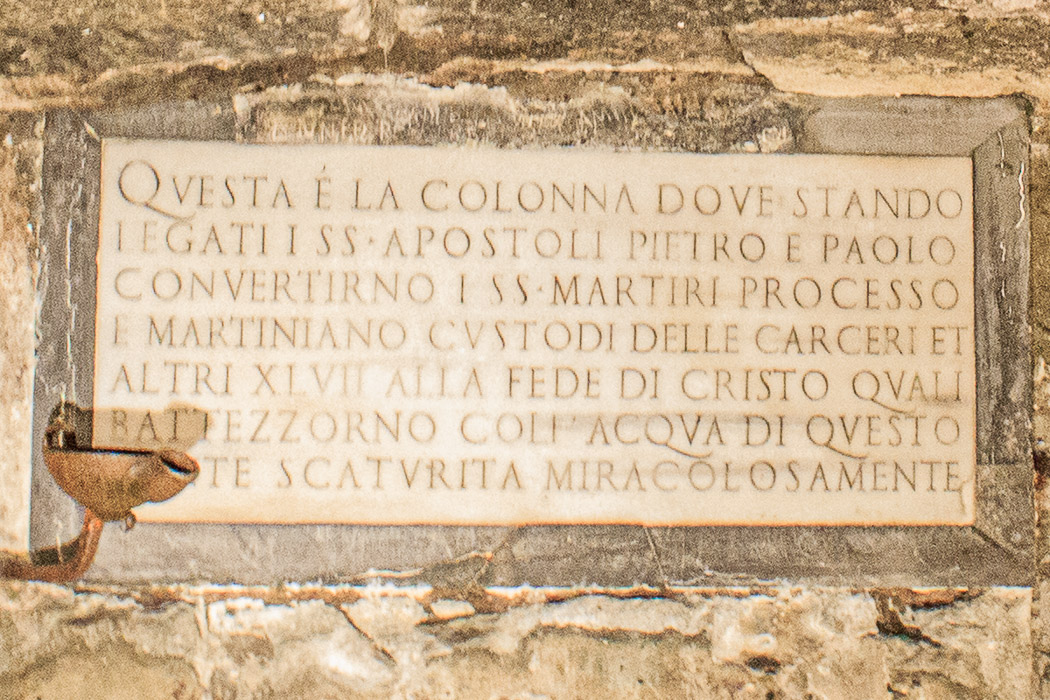 QVESTA É LA COLONNA DOVE STANDO
LEGATI I SS·APOSTOLI PIETRO E PAOLO
CONVERTIRNO I SS·MARTIRI PROCESSO
E MARTINIANO CVSTODI DELLE CARCERI ET
ALTRI XLVII ALLA FEDE DI CRISTO QVALI
BATTEZZORNO COLL' ACQVA DI QVESTO
TE SCATVRITA MIRACOLOSAMENTE